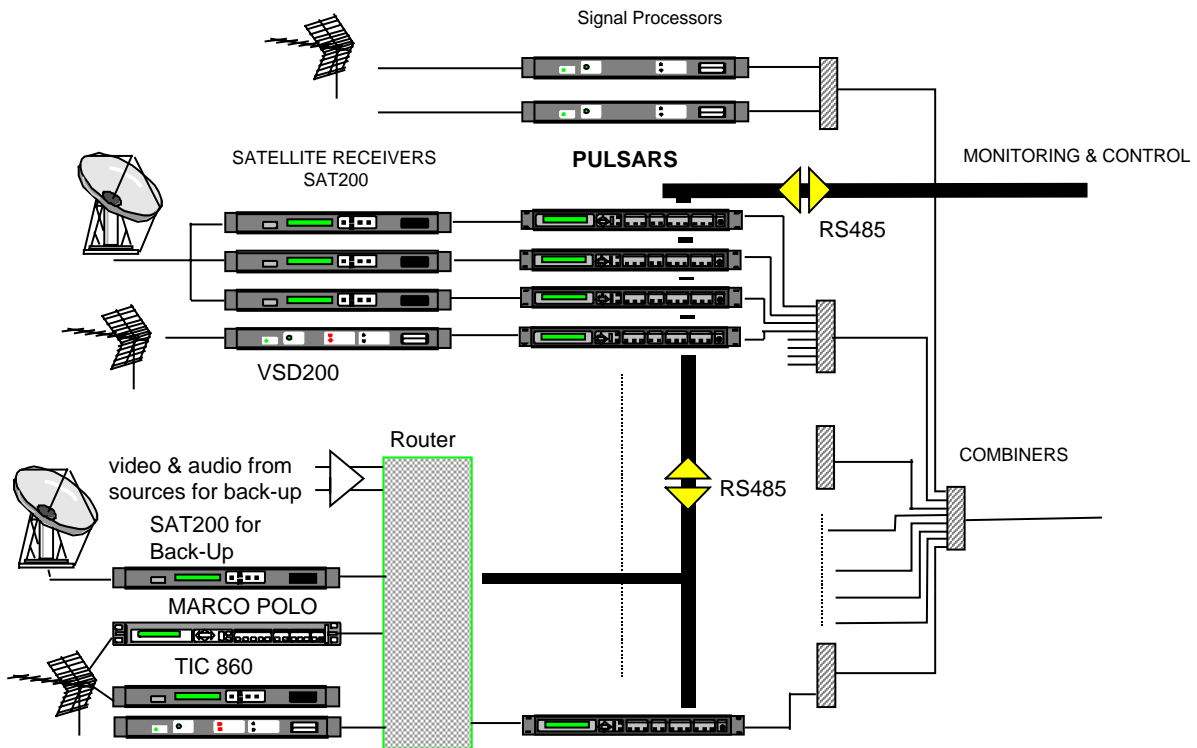 Signal Processors
SATELLITE RECEIVERS
SAT200
PULSARS
MONITORING & CONTROL
RS485
VSD200
Router
video & audio from
sources for back-up
RS485
COMBINERS
SAT200 for
Back-Up
MARCO POLO
TIC 860